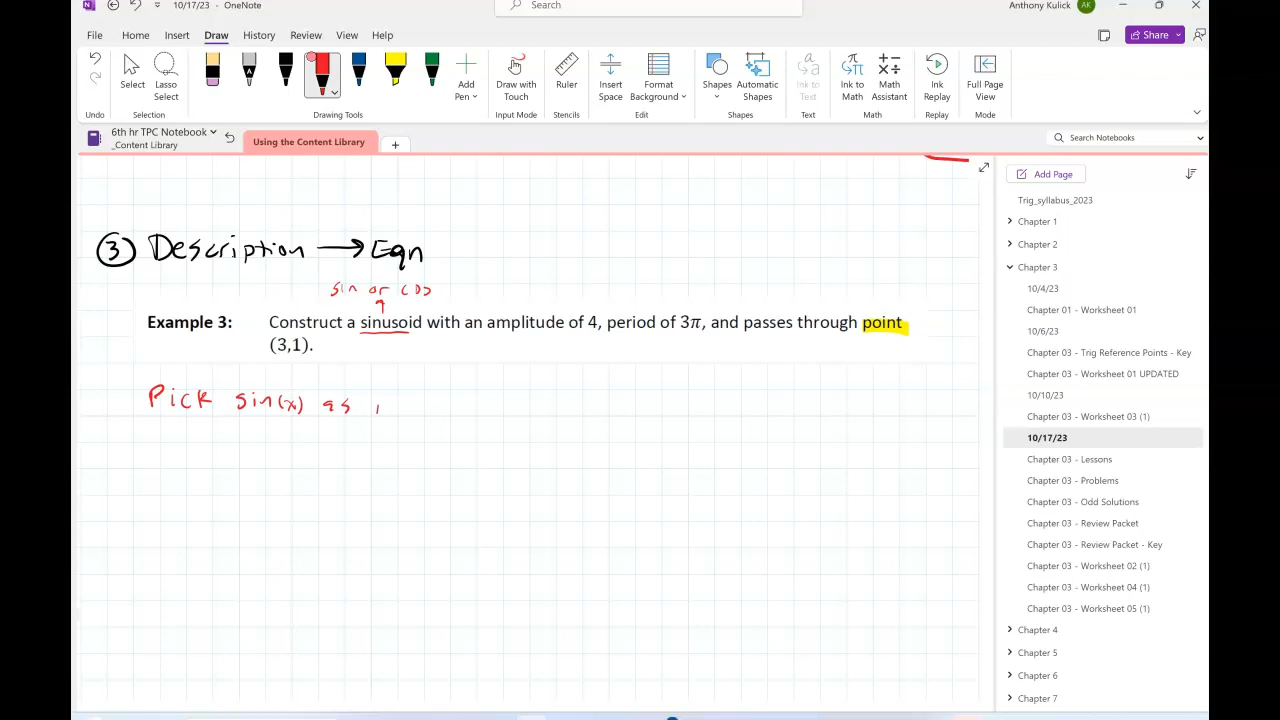 10/17/23 - OneNote
Search
Anthony Kulick
AK
File Home Insert Draw History Review View Help
Share
Undo
Select
Lasso Select
Add Pen
Draw with Touch
Ruler
Insert Space
Format Background
Shapes
Automatic Shapes
Ink to Text
Ink to Math
Math Assistant
Ink Replay
Full Page View
Undo Selection Drawing Tools Input Mode Stencils Edit Shapes Text Math Replay Mode
6th hr TPC Notebook
_Content Library
Using the Content Library
+
Search Notebooks
3 Description → Eqn
sin or cos
Example 3: Construct a sinusoid with an amplitude of 4, period of 3π, and passes through point
(3,1).
Pick sin(x) as
Add Page
Trig_syllabus_2023
Chapter 1
Chapter 2
Chapter 3
10/4/23
Chapter 01 - Worksheet 01
10/6/23
Chapter 03 - Trig Reference Points - Key
Chapter 03 - Worksheet 01 UPDATED
10/10/23
Chapter 03 - Worksheet 03 (1)
10/17/23
Chapter 03 - Lessons
Chapter 03 - Problems
Chapter 03 - Odd Solutions
Chapter 03 - Review Packet
Chapter 03 - Review Packet - Key
Chapter 03 - Worksheet 02 (1)
Chapter 03 - Worksheet 04 (1)
Chapter 03 - Worksheet 05 (1)
Chapter 4
Chapter 5
Chapter 6
Chapter 7